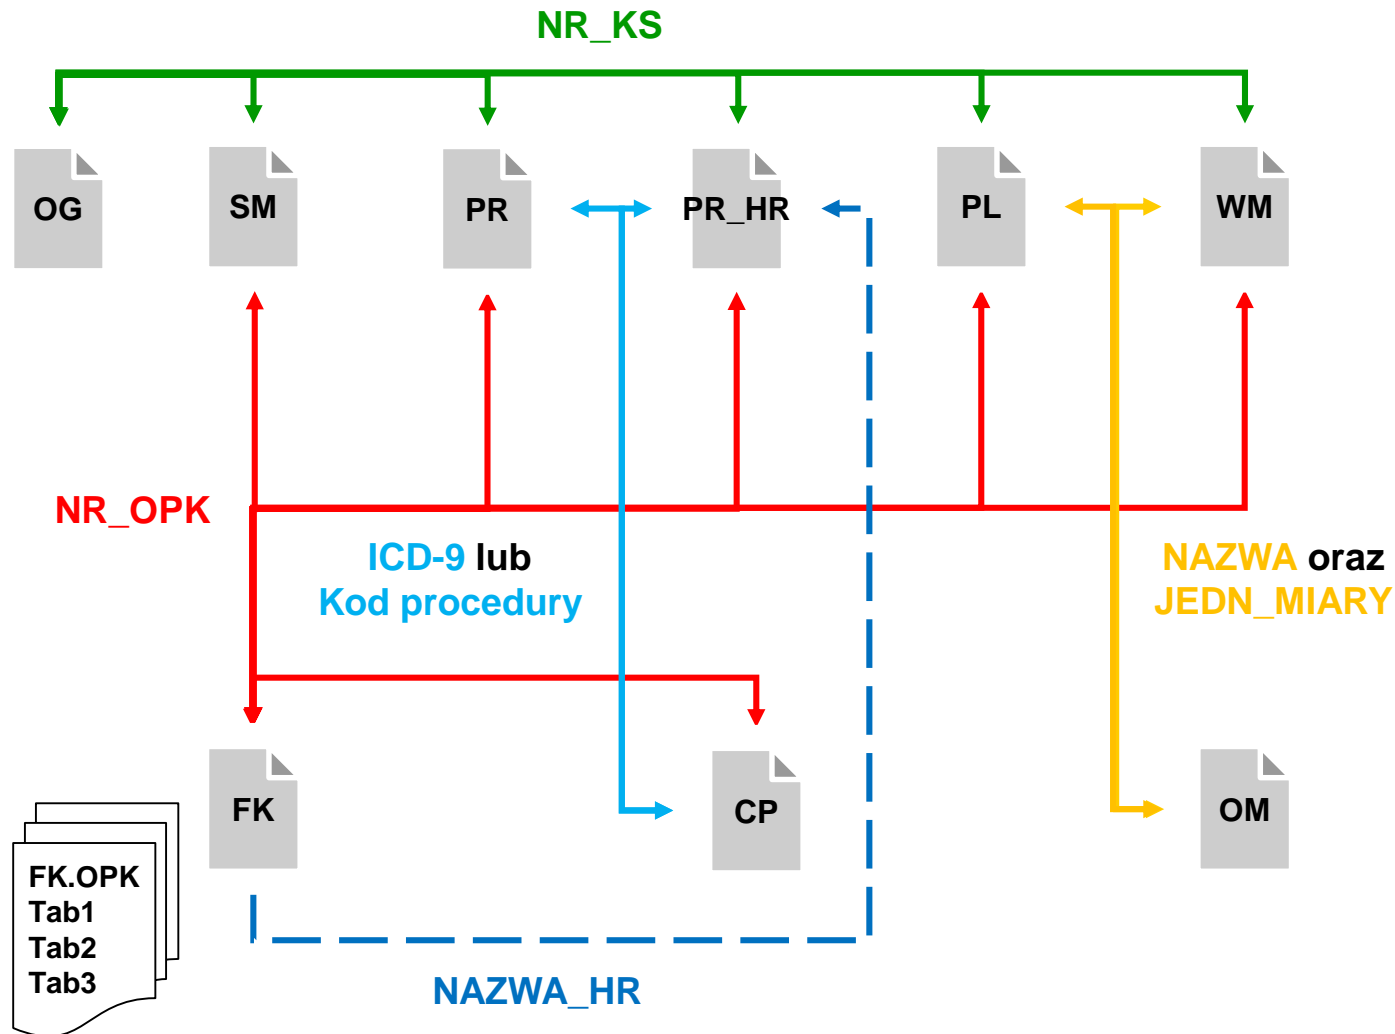 NR_KS
OG
SM
PR
PR_HR
PL
WM
NR_OPK
ICD-9 lub
Kod procedury
NAZWA oraz
JEDN_MIARY
FK
CP
OM
FK.OPK
Tab1
Tab2
Tab3
NAZWA_HR